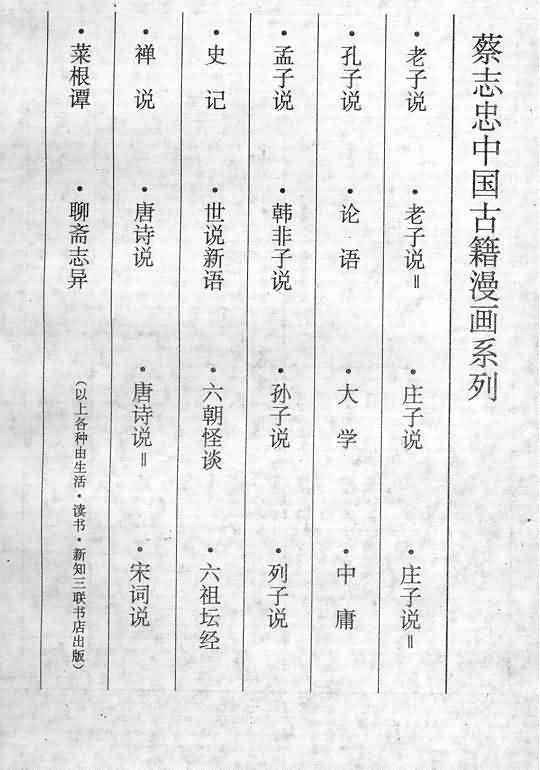 蔡志忠中国古籍漫画系列
•老子说 •老子说Ⅱ •庄子说 •庄子说Ⅱ
•孔子说 •论语 •大学 •中庸
•孟子说 •韩非子说 •孙子说 •列子说
•史记 •世说新语 •六朝怪谈 •六祖坛经
•禅说 •唐诗说 •唐诗说Ⅱ •宋词说
•菜根谭 •聊斋志异 （以上各种由生活•读书•新知三联书店出版）